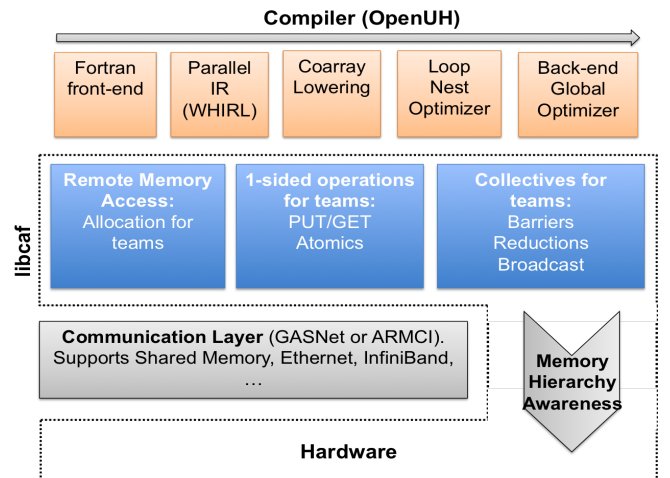 Compiler (OpenUH)
Fortran
front-end
Parallel
IR
(WHIRL)
Coarray
Lowering
Loop
Nest
Optimizer
Back-end
Global
Optimizer
libcaf
Remote Memory
Access:
Allocation for
teams
1-sided operations
for teams:
PUT/GET
Atomics
Collectives for
teams:
Barriers
Reductions
Broadcast
Communication Layer (GASNet or ARMCI).
Supports Shared Memory, Ethernet, InfiniBand,
…
Memory
Hierarchy
Awareness
Hardware